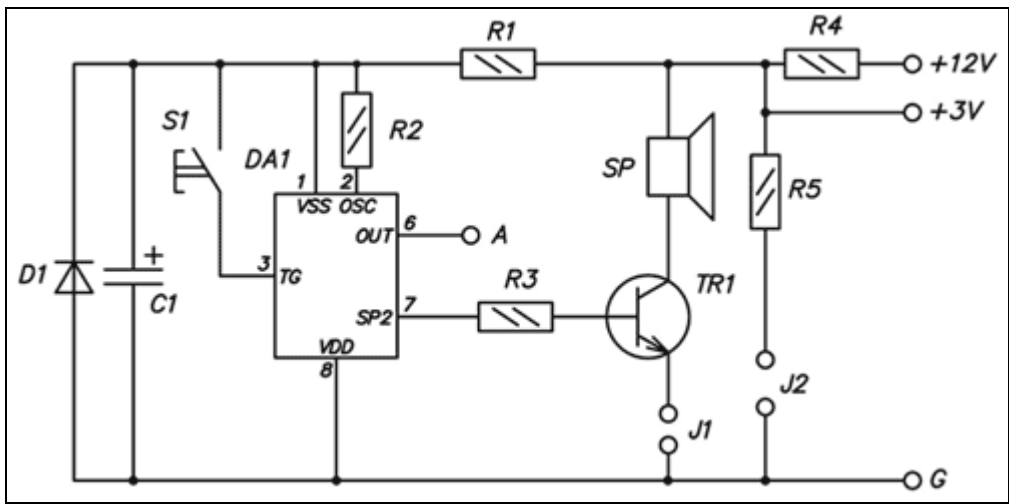 R1
R4
+12V
S1
R2
+3V
DA1
SP
1
2
R5
VSS
OSC
6
OUT
A
3
TG
R3
TR1
D1
+
C1
7
SP2
VDD
8
J2
J1
G